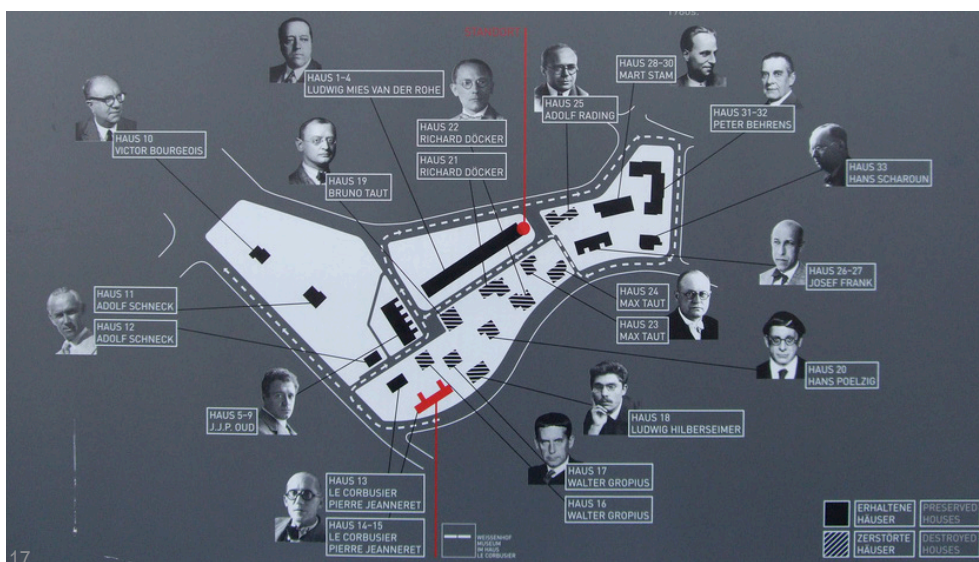 1980s.
STANDORT
HAUS 1–4
LUDWIG MIES VAN DER ROHE
HAUS 28–30
MART STAM
HAUS 25
ADOLF RADING
HAUS 31–32
PETER BEHRENS
HAUS 10
VICTOR BOURGEOIS
HAUS 22
RICHARD DÖCKER
HAUS 21
RICHARD DÖCKER
HAUS 19
BRUNO TAUT
HAUS 33
HANS SCHAROUN
HAUS 26–27
JOSEF FRANK
HAUS 11
ADOLF SCHNECK
HAUS 12
ADOLF SCHNECK
HAUS 24
MAX TAUT
HAUS 23
MAX TAUT
HAUS 20
HANS POELZIG
HAUS 5–9
J.J.P. OUD
HAUS 18
LUDWIG HILBERSEIMER
HAUS 17
WALTER GROPIUS
HAUS 16
WALTER GROPIUS
HAUS 13
LE CORBUSIER
PIERRE JEANNERET
HAUS 14–15
LE CORBUSIER
PIERRE JEANNERET
WEISSENHOF
MUSEUM
IM HAUS
LE CORBUSIER
ERHALTENE
HÄUSER
PRESERVED
HOUSES
ZERSTÖRTE
HÄUSER
DESTROYED
HOUSES
17